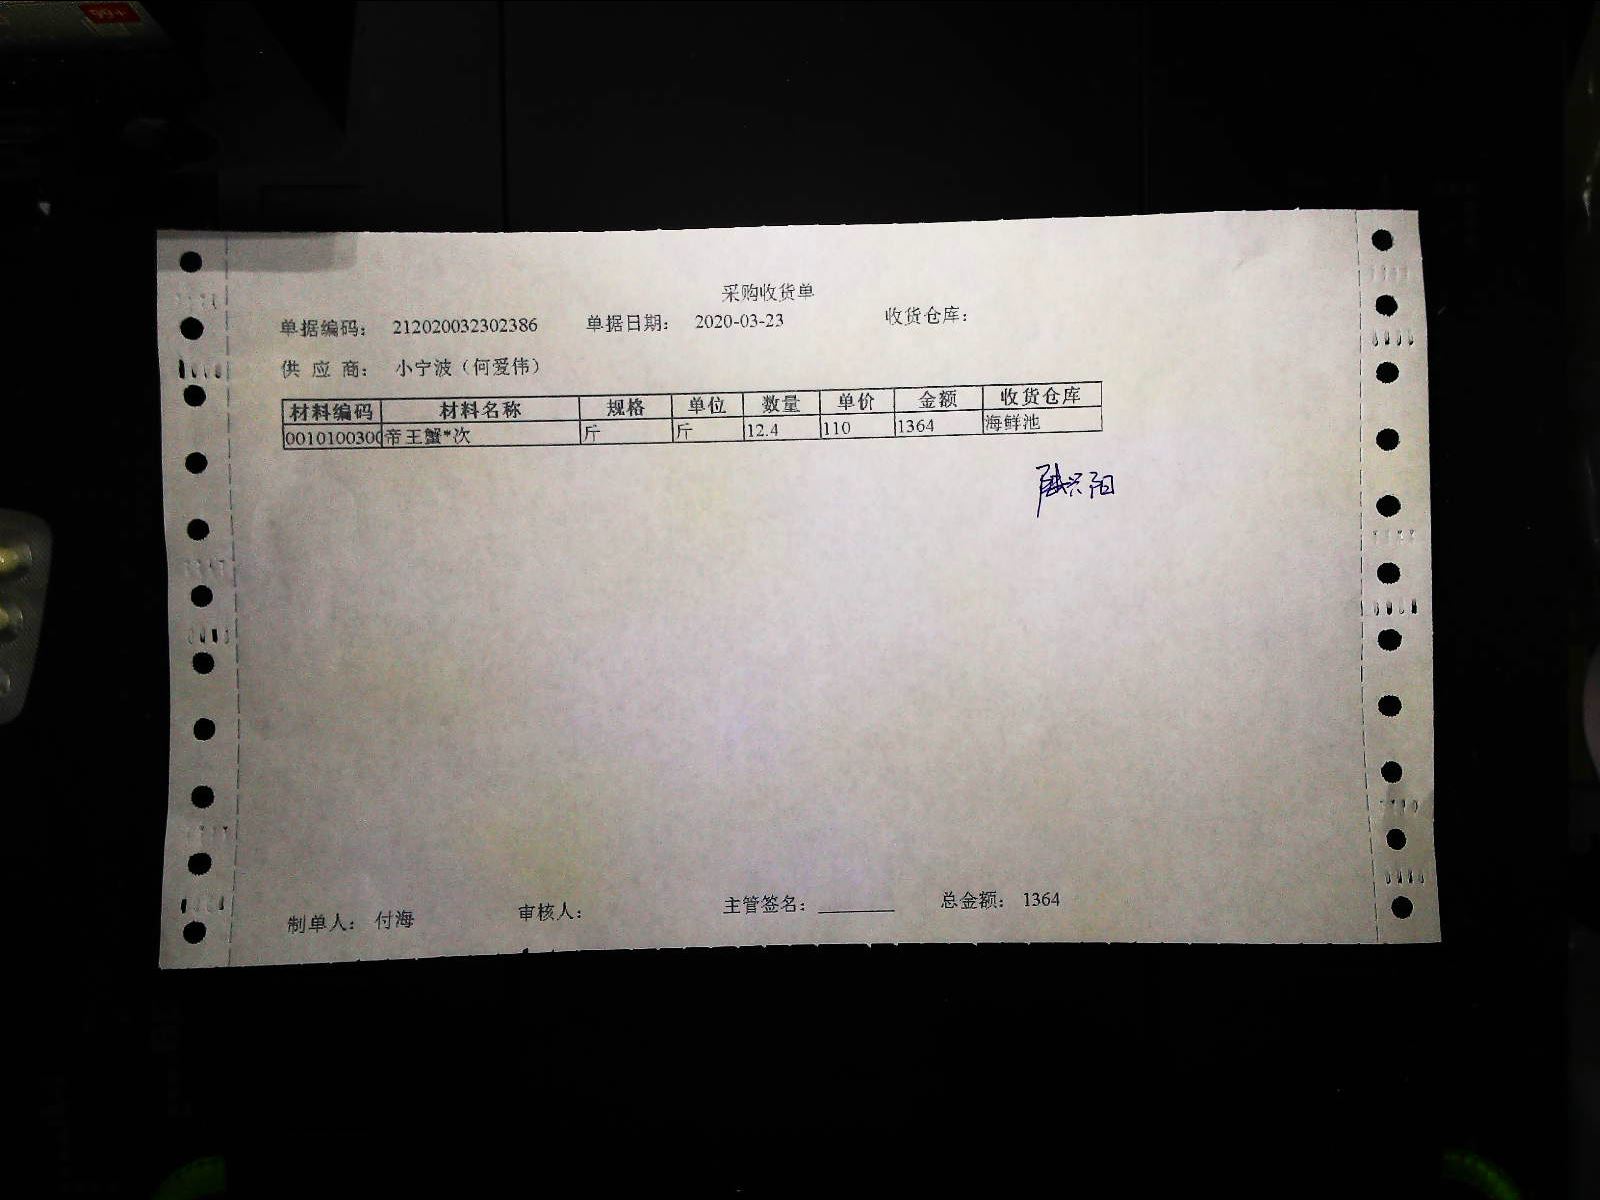 99+
采购收货单
单据编码： 212020032302386 单据日期： 2020-03-23 收货仓库：
供 应 商： 小宁波（何爱伟）
材料编码 材料名称 规格 单位 数量 单价 金额 收货仓库
0010100300 帝王蟹*次 斤 斤 12.4 110 1364 海鲜池
兴阳
制单人： 付海 审核人： 主管签名：________ 总金额： 1364